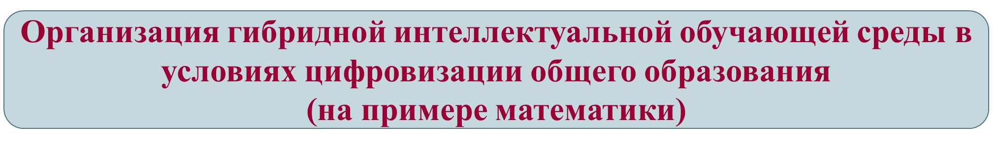 Организация гибридной интеллектуальной обучающей среды в
условиях цифровизации общего образования
(на примере математики)